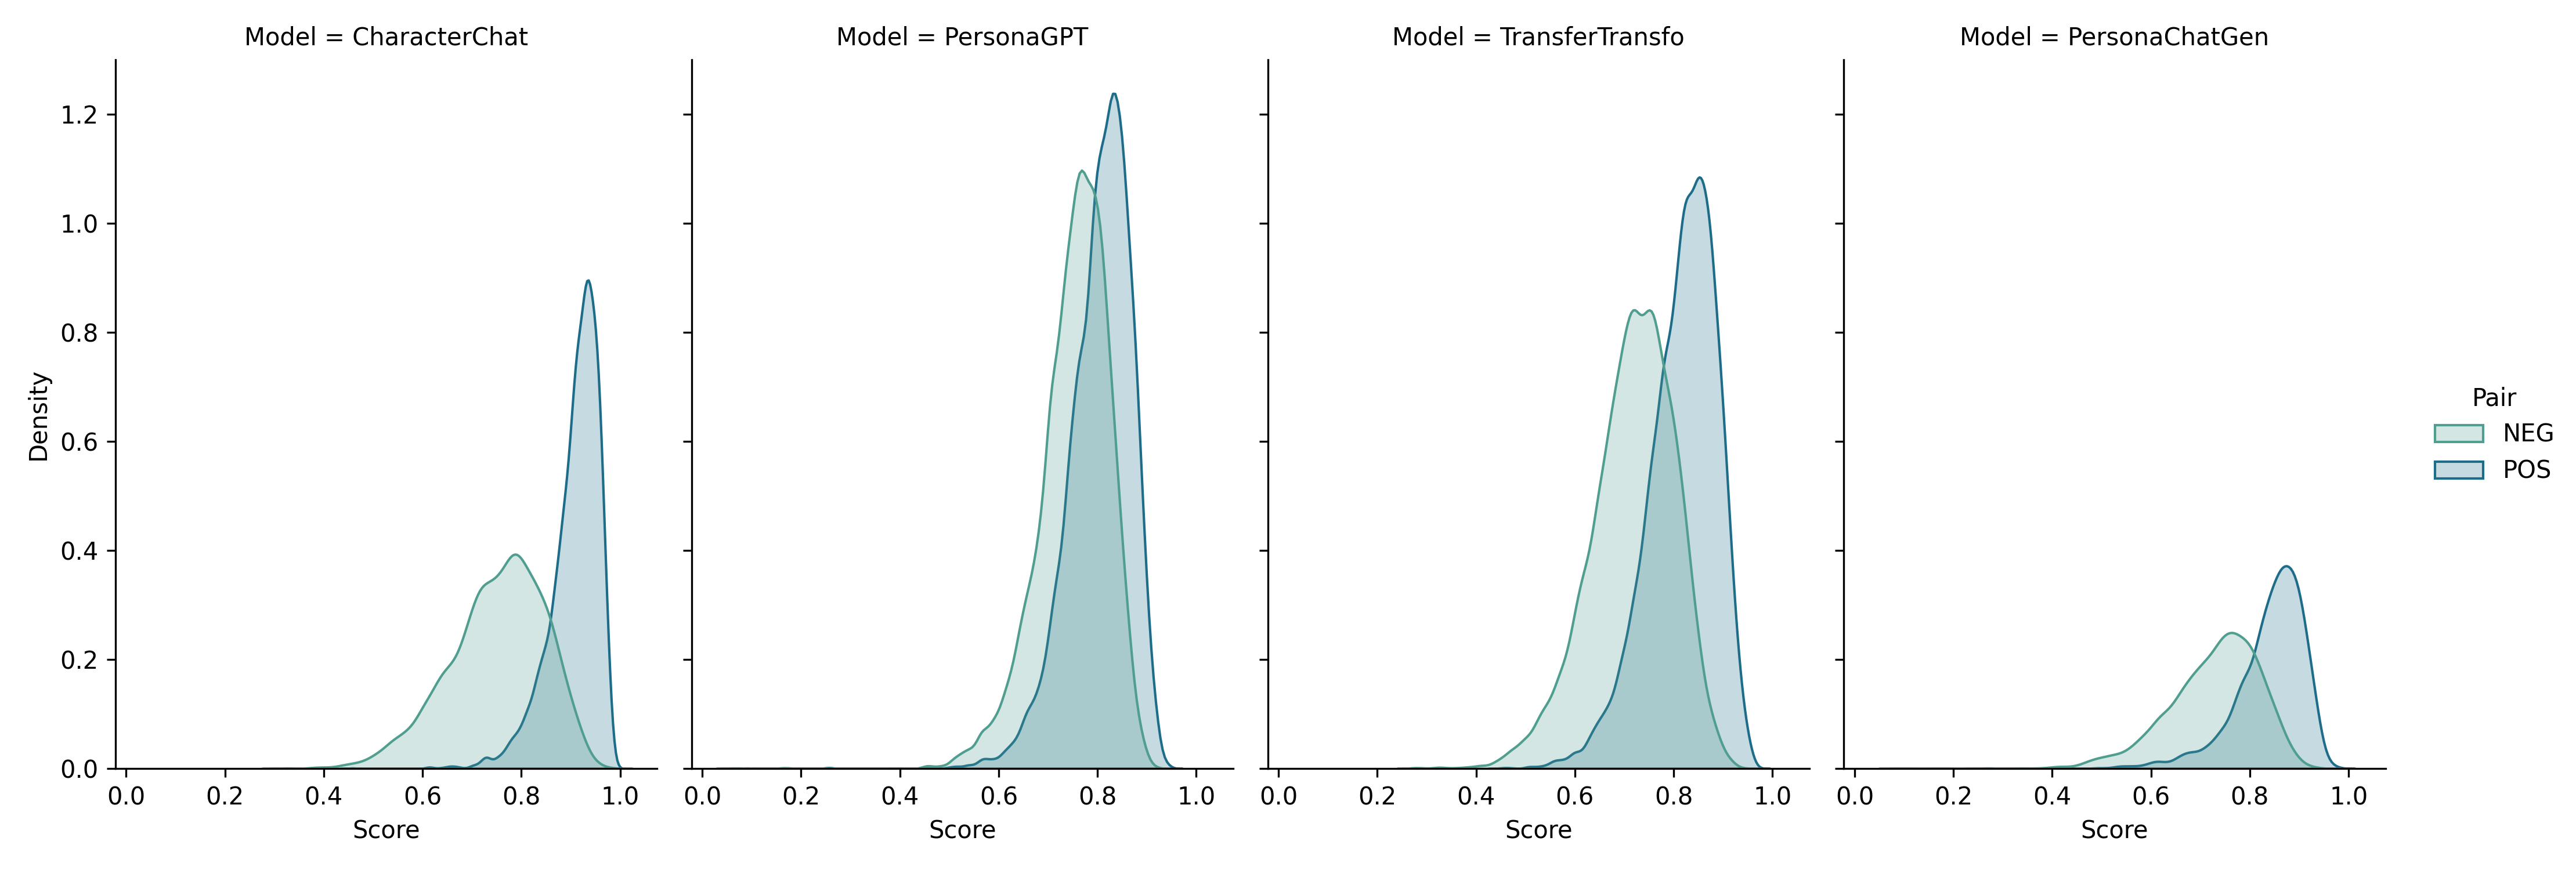 Model = CharacterChat
Model = PersonaGPT
Model = TransferTransfo
Model = PersonaChatGen
Density
1.2
1.0
0.8
0.6
0.4
0.2
0.0
0.0 0.2 0.4 0.6 0.8 1.0
Score
0.0 0.2 0.4 0.6 0.8 1.0
Score
0.0 0.2 0.4 0.6 0.8 1.0
Score
0.0 0.2 0.4 0.6 0.8 1.0
Score
Pair
NEG
POS